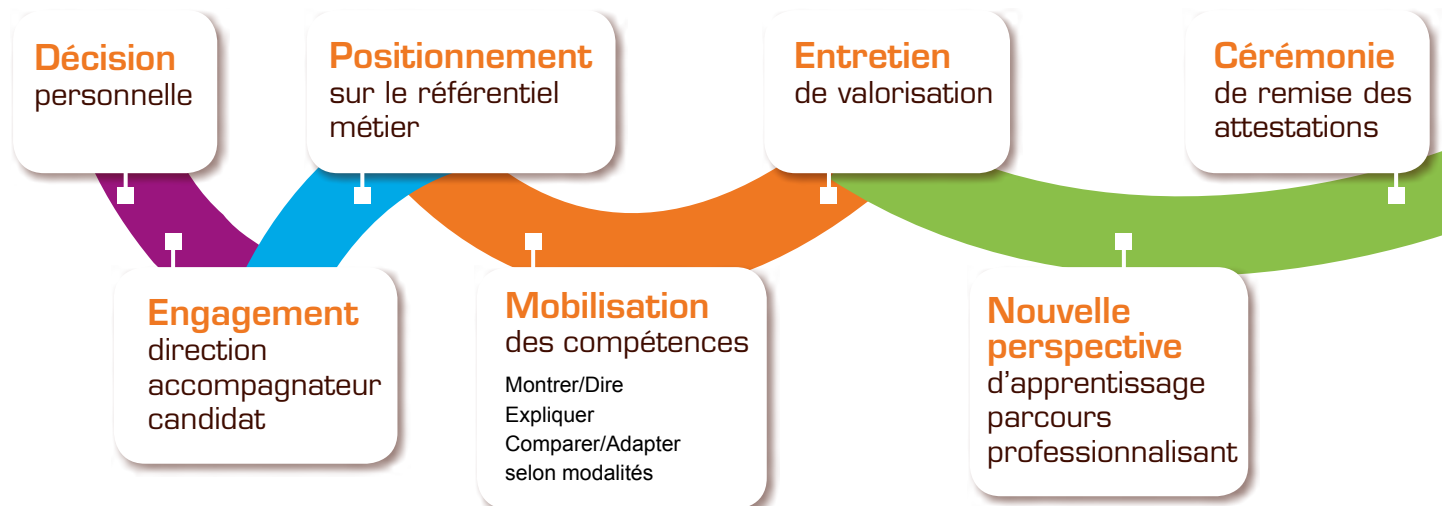 Décision
personnelle
Engagement
direction
accompagnateur
candidat
Positionnement
sur le référentiel
métier
Mobilisation
des compétences
Montrer/Dire
Expliquer
Comparer/Adapter
selon modalités
Entretien
de valorisation
Nouvelle
perspective
d'apprentissage
parcours
professionnalisant
Cérémonie
de remise des
attestations